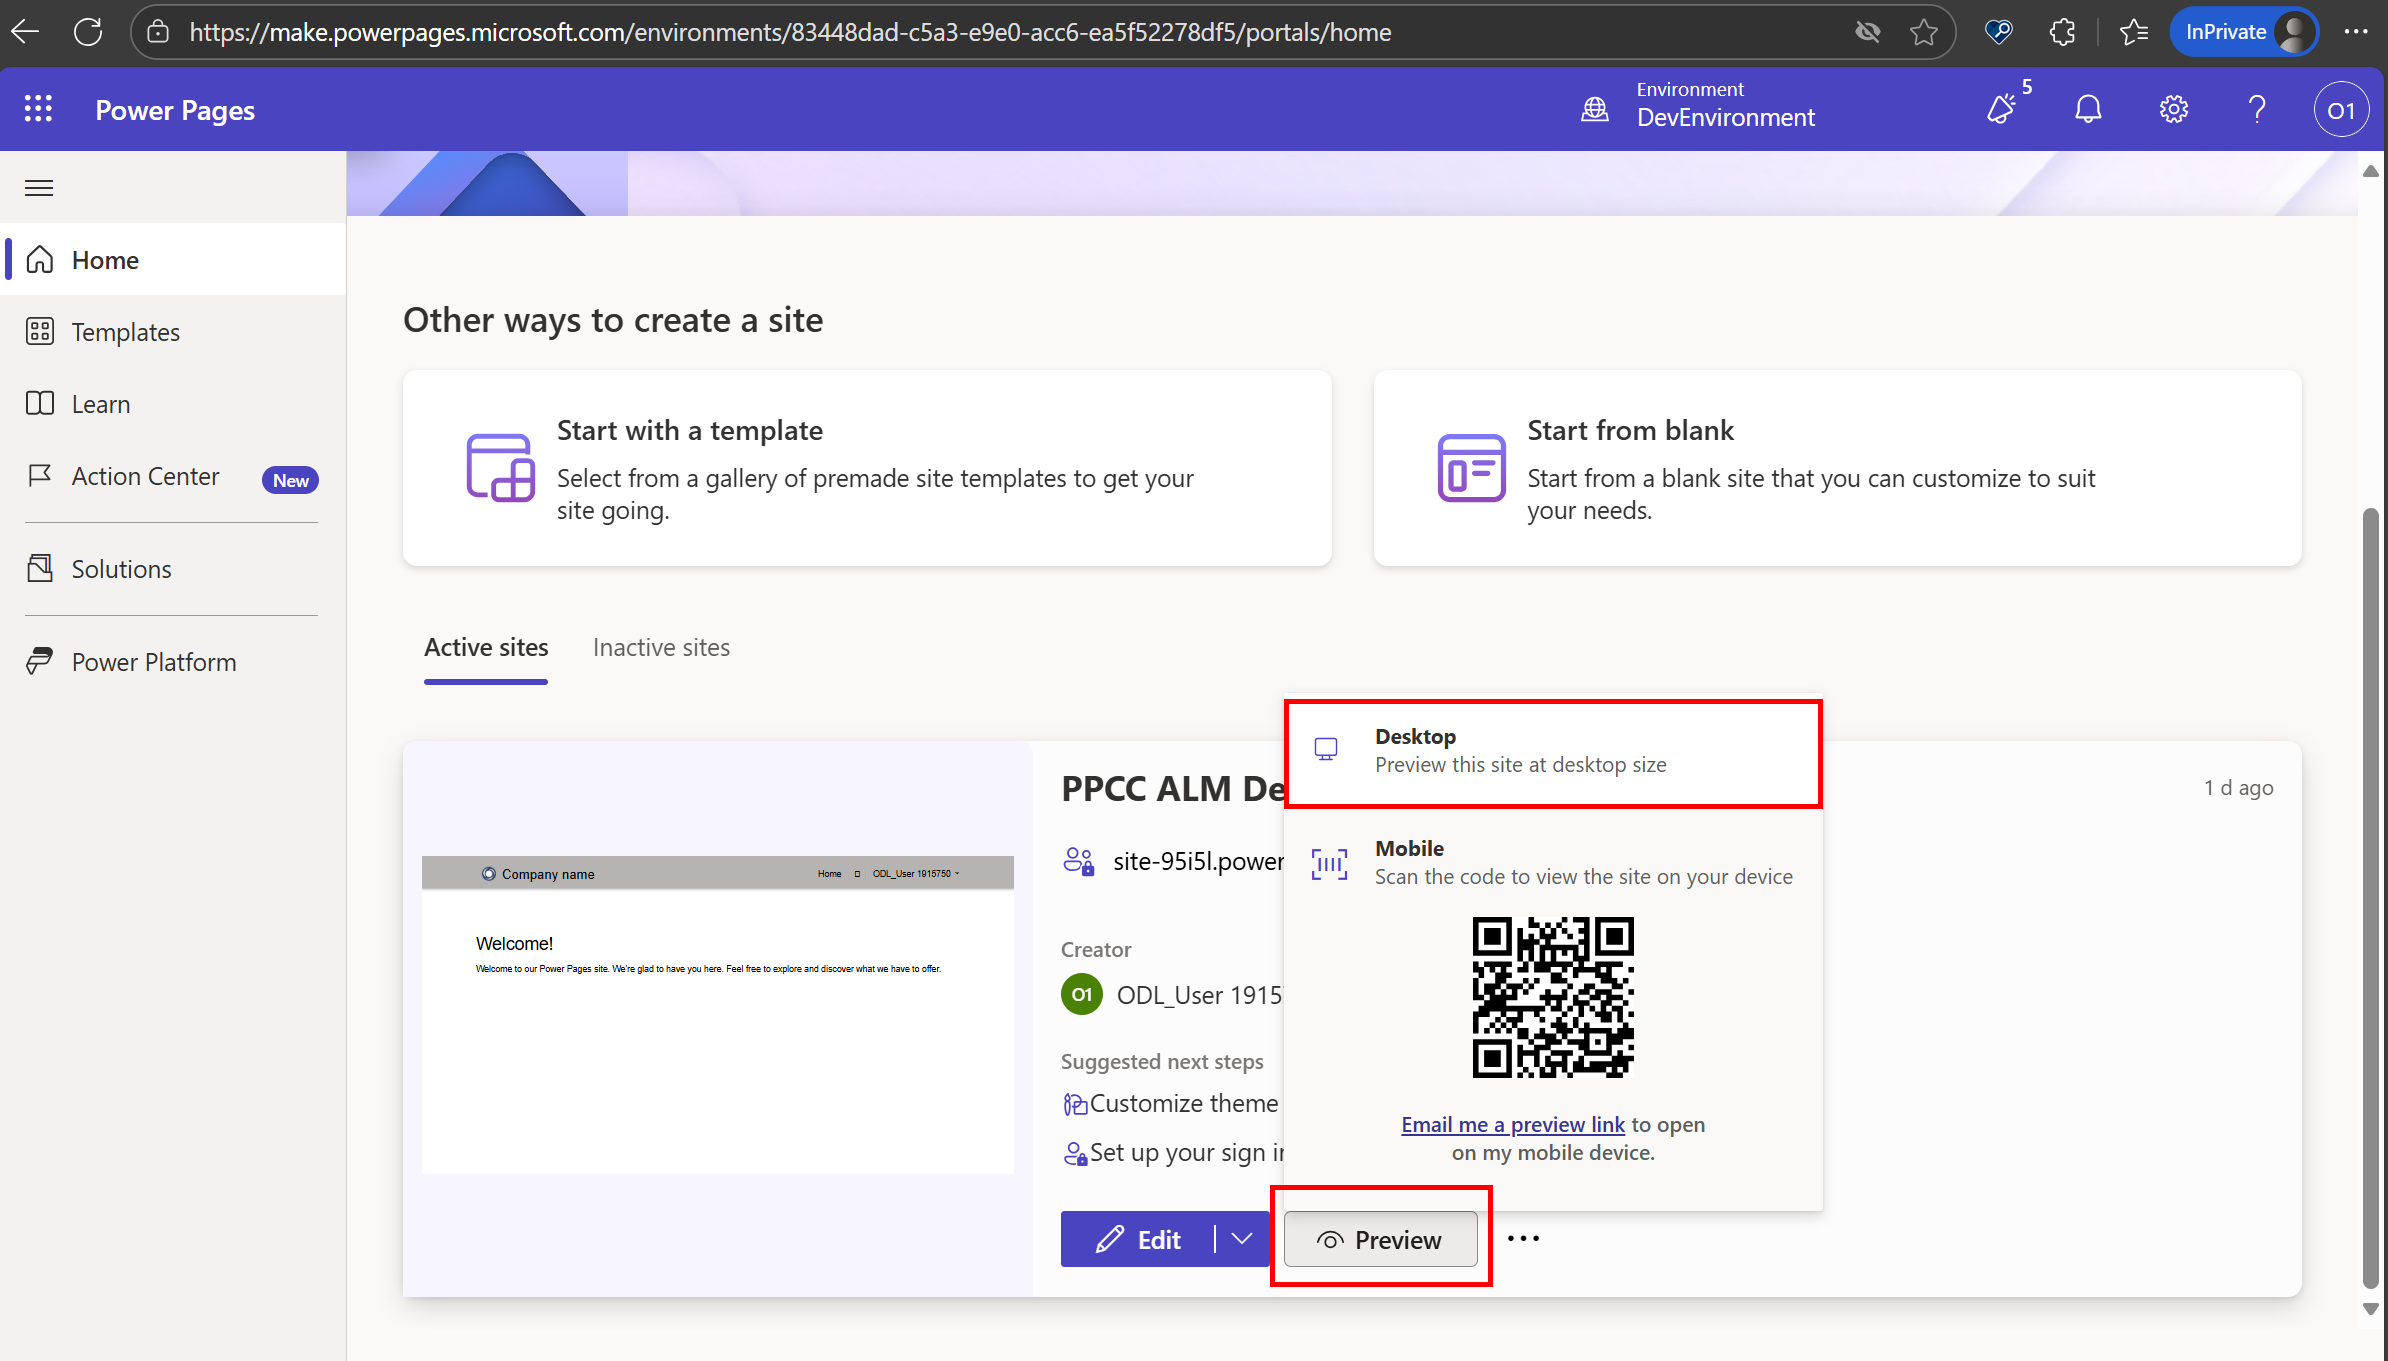 https://make.powerpages.microsoft.com/environments/83448dad-c5a3-e9e0-acc6-ea5f52278df5/portals/home
InPrivate
Power Pages
Environment
DevEnvironment
5
O1
Home
Templates
Learn
Action Center
New
Solutions
Power Platform
Other ways to create a site
Start with a template
Select from a gallery of premade site templates to get your
site going.
Start from blank
Start from a blank site that you can customize to suit
your needs.
Active sites
Inactive sites
Company name
Home
ODL_User 1915750
Welcome!
Welcome to our Power Pages site. We're glad to have you here. Feel free to explore and discover what we have to offer.
PPCC ALM De
1 d ago
site-95i5l.power
Creator
O1
ODL_User 1915
Suggested next steps
Customize theme
Set up your sign in
Edit
Preview
Desktop
Preview this site at desktop size
Mobile
Scan the code to view the site on your device
Email me a preview link to open
on my mobile device.